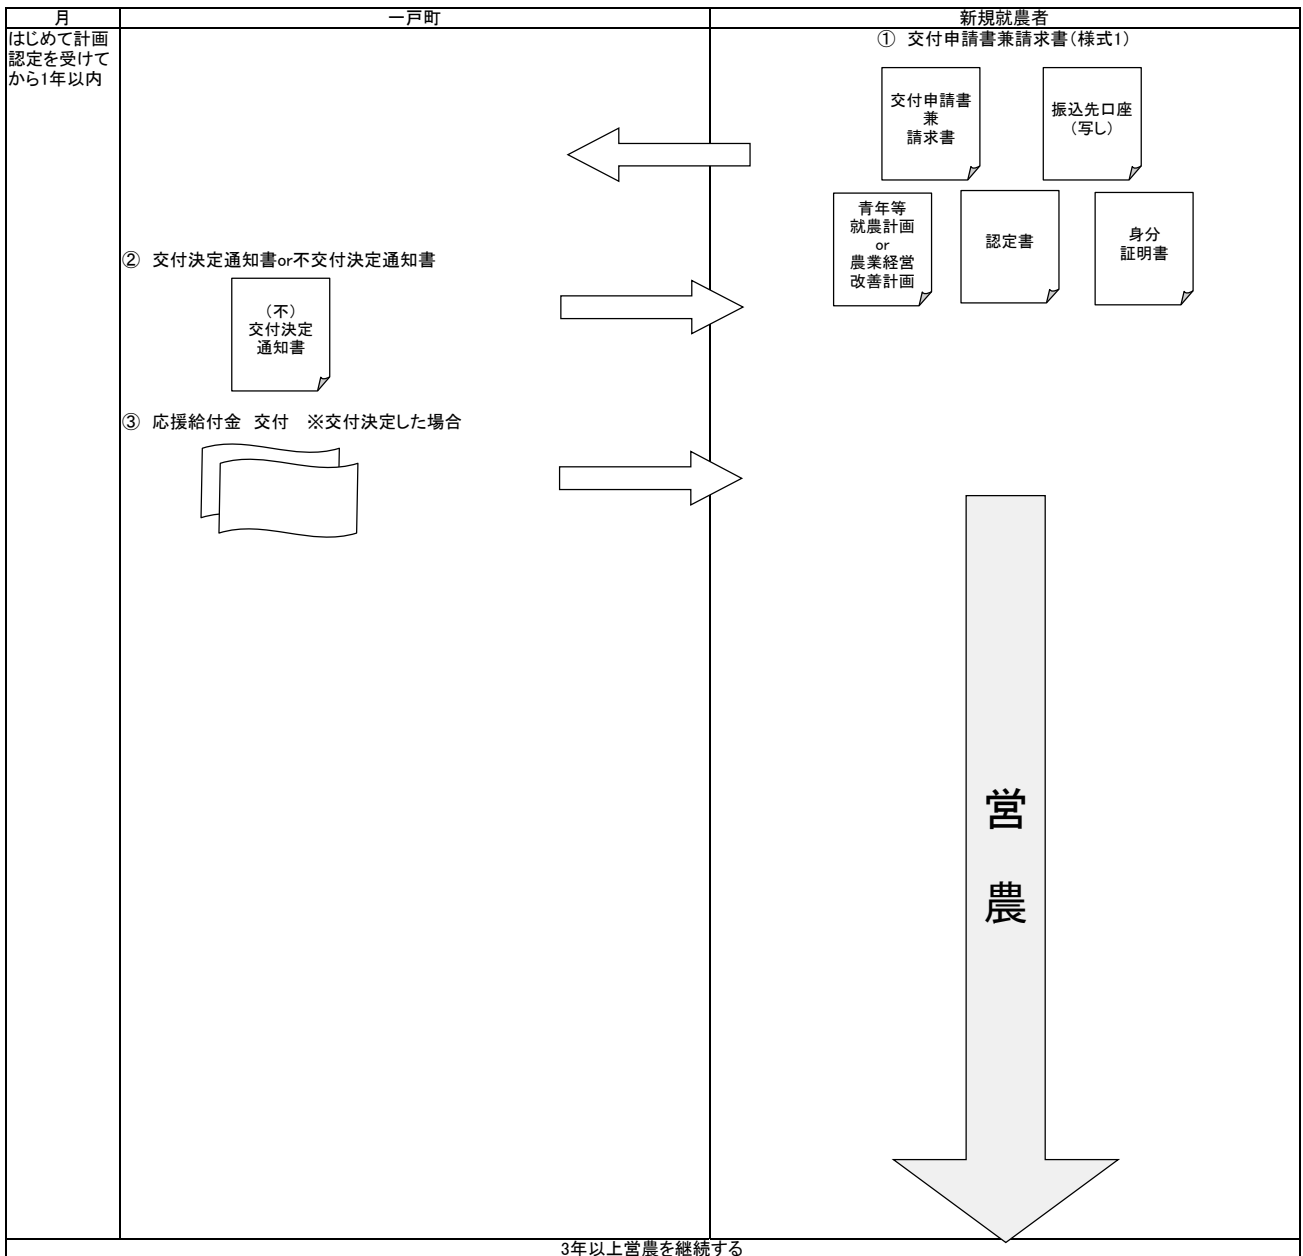 月
一戸町
新規就農者
はじめて計画
認定を受けて
から1年以内
① 交付申請書兼請求書(様式1)
交付申請書
兼
請求書
振込先口座
(写し)
青年等
就農計画
or
農業経営
改善計画
認定書
身分
証明書
② 交付決定通知書or不交付決定通知書
(不)
交付決定
通知書
③ 応援給付金 交付 ※交付決定した場合
営
農
3年以上営農を継続する